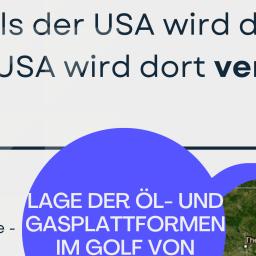 ls der USA wird d
USA wird dort ver
LAGE DER ÖL- UND
GASPLATTFORMEN
e -
IM GOLF VON